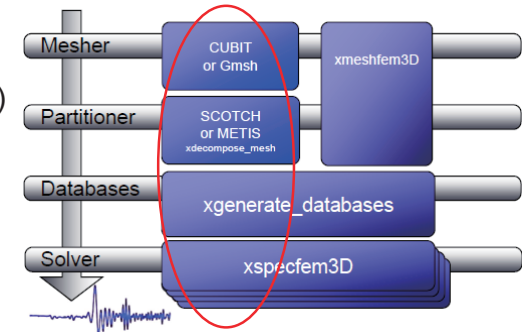 Mesher
CUBIT
or Gmsh
xmeshfem3D
)
Partitioner
SCOTCH
or METIS
xdecompose_mesh
Databases
xgenerate_databases
Solver
xspecfem3D